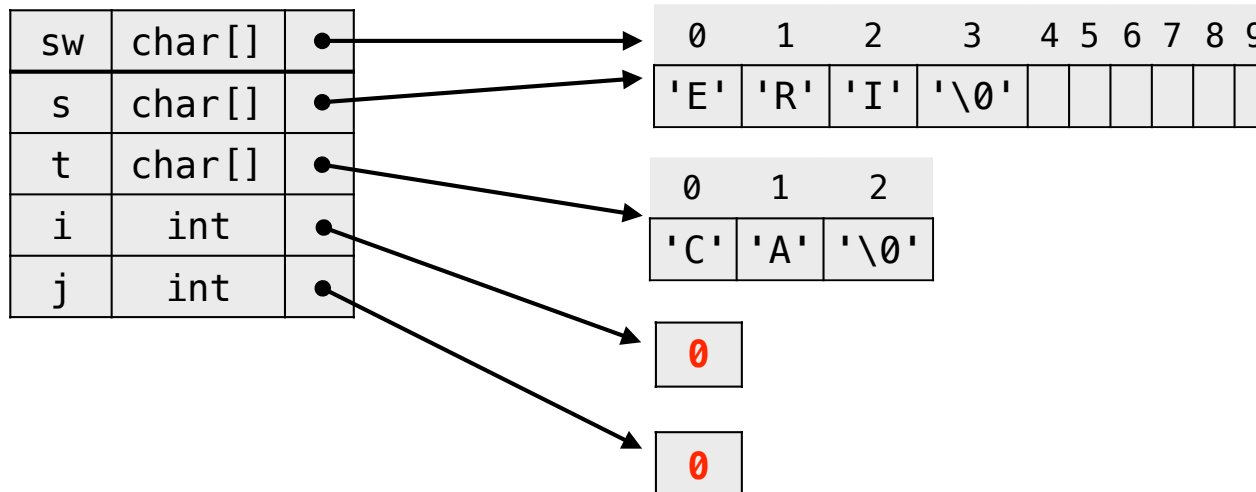 sw char[] 0 1 2 3 4 5 6 7 8 9
s char[] 'E' 'R' 'I' '\0'
t char[] 0 1 2
i int 'C' 'A' '\0'
j int
0
0